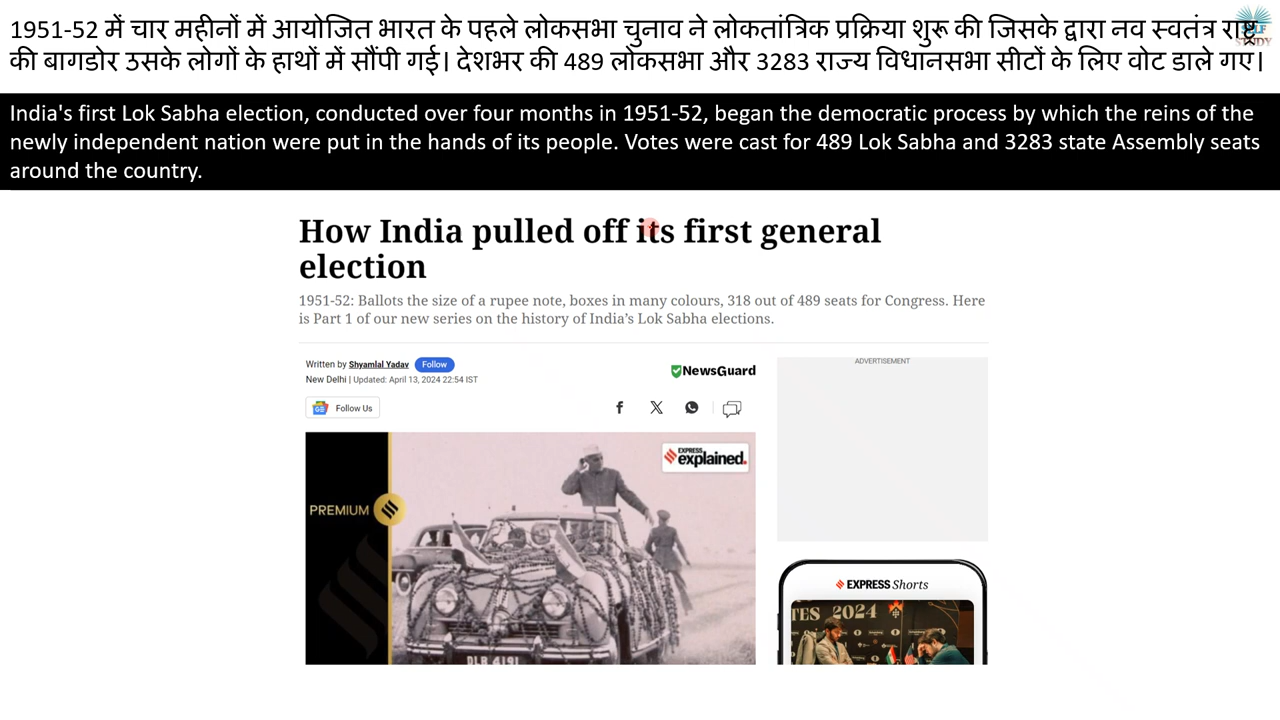 1951-52 में चार महीनों में आयोजित भारत के पहले लोकसभा चुनाव ने लोकतांत्रिक प्रक्रिया शुरू की जिसके द्वारा नव स्वतंत्र राष्ट्र
की बागडोर उसके लोगों के हाथों में सौंपी गई। देशभर की 489 लोकसभा और 3283 राज्य विधानसभा सीटों के लिए वोट डाले गए।
India's first Lok Sabha election, conducted over four months in 1951-52, began the democratic process by which the reins of the
newly independent nation were put in the hands of its people. Votes were cast for 489 Lok Sabha and 3283 state Assembly seats
around the country.
How India pulled off its first general
election
1951-52: Ballots the size of a rupee note, boxes in many colours, 318 out of 489 seats for Congress. Here
is Part 1 of our new series on the history of India's Lok Sabha elections.
Written by Shyamlal Yadav Follow
New Delhi | Updated: April 13, 2024 22:54 IST
NewsGuard
ADVERTISEMENT
Follow Us
EXPRESS
explained.
PREMIUM
DLB 4191
EXPRESS Shorts
TES 2024